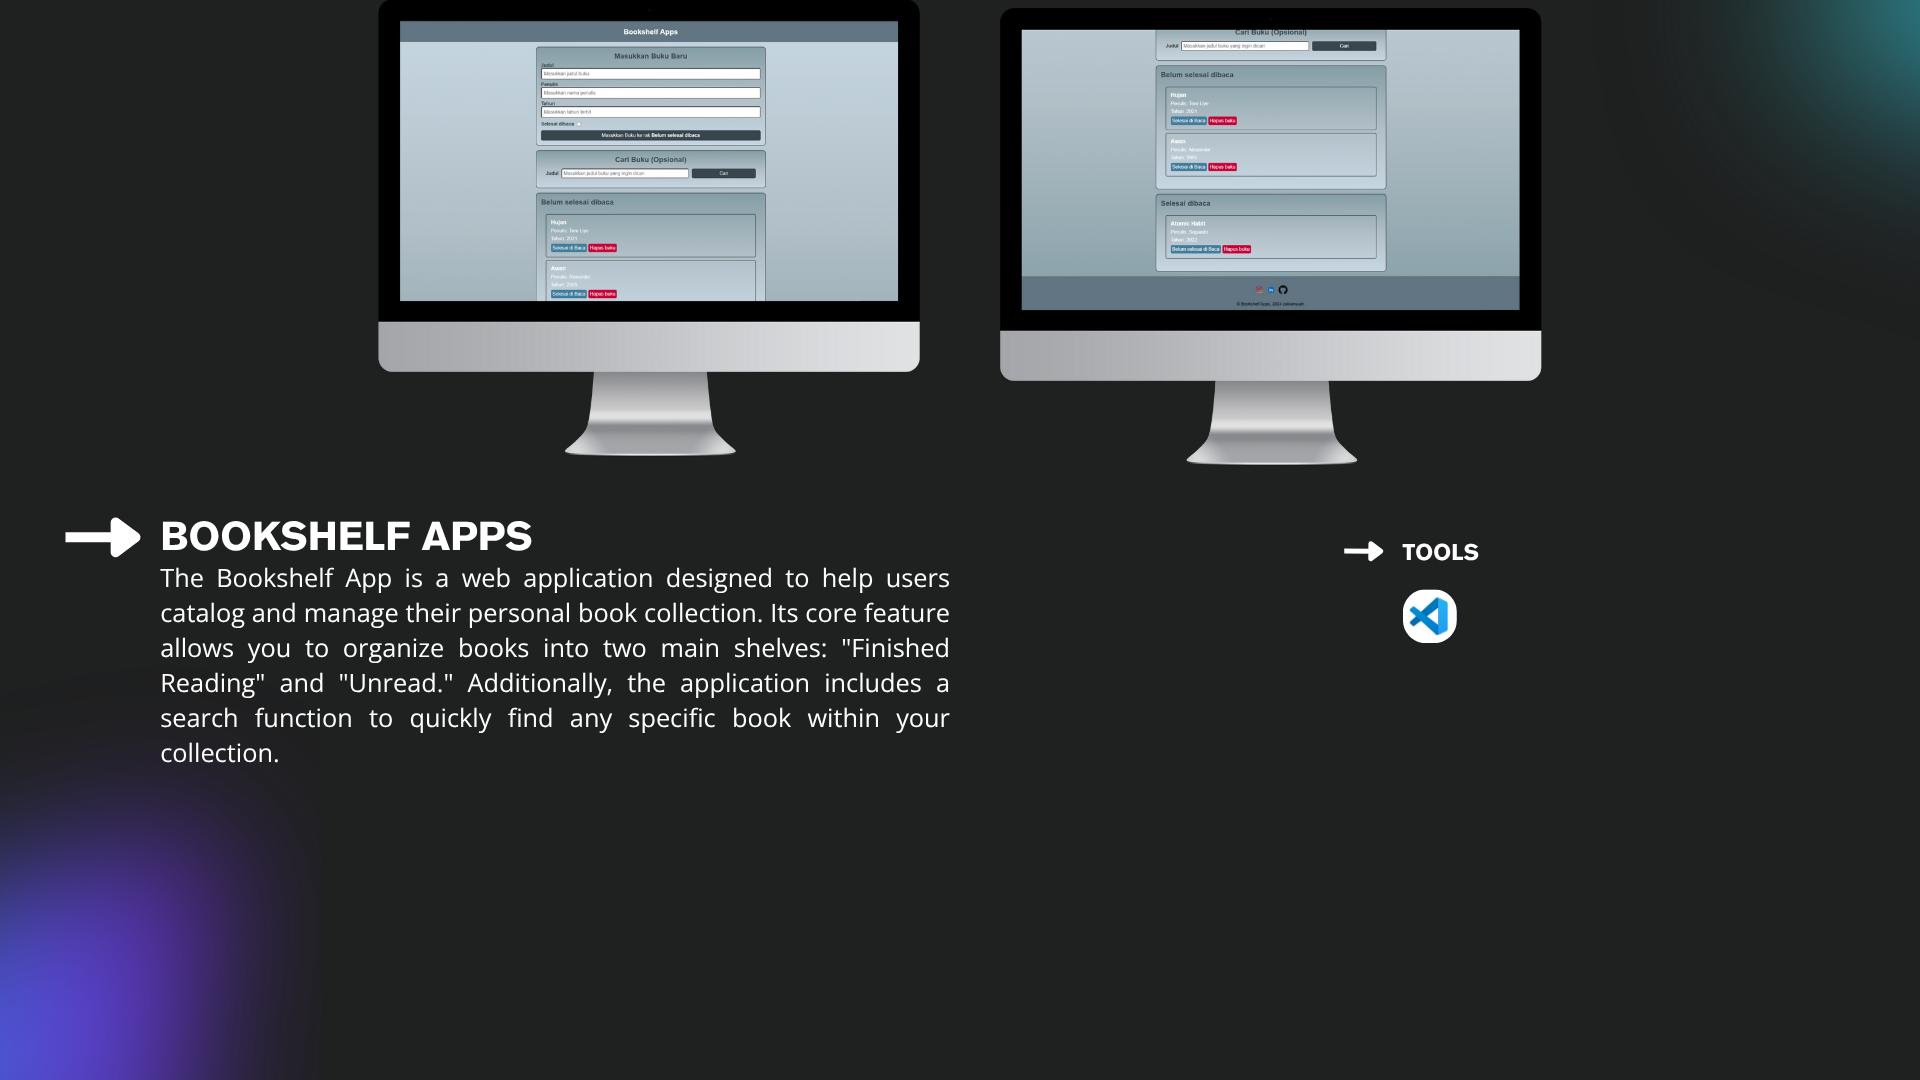 Bookshelf Apps
Masukkan Buku Baru
Judul
Masukkan judul buku
Penulis
Masukkan nama penulis
Tahun
Masukkan tahun terbit
Selesai dibaca
Masukkan Buku ke rak Belum selesai dibaca
Cari Buku (Opsional)
Judul Masukkan judul buku yang ingin dicari Cari
Belum selesai dibaca
Hujan
Penulis: Tere Liye
Tahun: 2021
Selesai di Baca Hapus buku
Awan
Penulis: Alexander
Tahun:
Selesai di Baca Hapus buku
Cari Buku (Opsional)
Judul Masukkan judul buku yang ingin dicari Cari
Belum selesai dibaca
Hujan
Penulis: Tere Liye
Tahun: 2021
Selesai di Baca Hapus buku
Awan
Penulis: Alexander
Tahun:
Selesai di Baca Hapus buku
Selesai dibaca
Atomic Habit
Penulis:
Tahun: 2022
Belum selesai di Baca Hapus buku
© Bookshelf Apps, 2024
BOOKSHELF APPS
The Bookshelf App is a web application designed to help users
catalog and manage their personal book collection. Its core feature
allows you to organize books into two main shelves: "Finished
Reading" and "Unread." Additionally, the application includes a
search function to quickly find any specific book within your
collection.
TOOLS